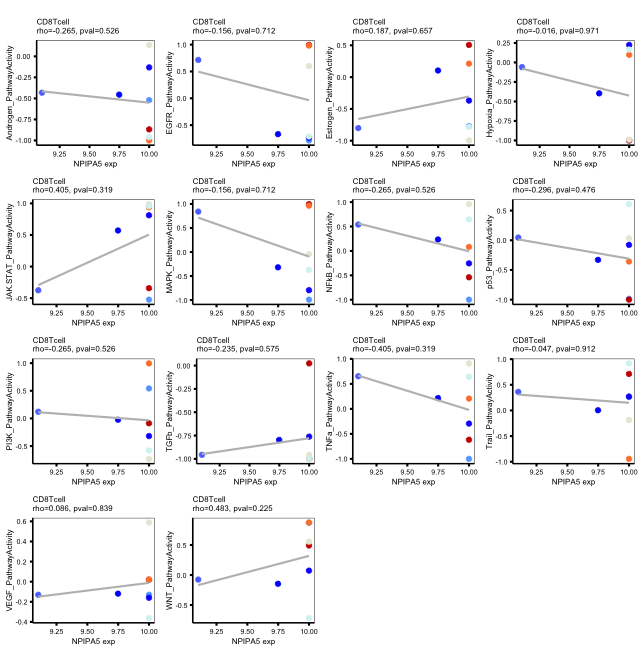 CD8Tcell
rho=-0.265, pval=0.526
Androgen_PathwayActivity
0.00
-0.50
-1.00
9.25 9.50 9.75 10.00
NPIPA5 exp
CD8Tcell
rho=-0.156, pval=0.712
EGFR_PathwayActivity
1.0
0.5
0.0
-0.5
9.25 9.50 9.75 10.00
NPIPA5 exp
CD8Tcell
rho=0.187, pval=0.657
Estrogen_PathwayActivity
0.5
0.0
-0.5
-1.0
9.25 9.50 9.75 10.00
NPIPA5 exp
CD8Tcell
rho=-0.016, pval=0.971
Hypoxia_PathwayActivity
0.25
0.00
-0.25
-0.50
-0.75
-1.00
9.25 9.50 9.75 10.00
NPIPA5 exp
CD8Tcell
rho=0.405, pval=0.319
JAK-STAT_PathwayActivity
1.0
0.5
0.0
-0.5
9.25 9.50 9.75 10.00
NPIPA5 exp
CD8Tcell
rho=-0.156, pval=0.712
MAPK_PathwayActivity
1.0
0.5
0.0
-0.5
-1.0
9.25 9.50 9.75 10.00
NPIPA5 exp
CD8Tcell
rho=-0.265, pval=0.526
NFkB_PathwayActivity
1.0
0.5
0.0
-0.5
-1.0
9.25 9.50 9.75 10.00
NPIPA5 exp
CD8Tcell
rho=-0.296, pval=0.476
p53_PathwayActivity
0.5
0.0
-0.5
-1.0
9.25 9.50 9.75 10.00
NPIPA5 exp
CD8Tcell
rho=-0.265, pval=0.526
PI3K_PathwayActivity
1.0
0.5
0.0
-0.5
9.25 9.50 9.75 10.00
NPIPA5 exp
CD8Tcell
rho=-0.235, pval=0.575
TGFb_PathwayActivity
0.00
-0.25
-0.50
-0.75
-1.00
9.25 9.50 9.75 10.00
NPIPA5 exp
CD8Tcell
rho=-0.405, pval=0.319
TNFa_PathwayActivity
1.0
0.5
0.0
-0.5
-1.0
9.25 9.50 9.75 10.00
NPIPA5 exp
CD8Tcell
rho=-0.047, pval=0.912
Trail_PathwayActivity
1.0
0.5
0.0
-0.5
-1.0
9.25 9.50 9.75 10.00
NPIPA5 exp
CD8Tcell
rho=0.086, pval=0.839
VEGF_PathwayActivity
0.6
0.4
0.2
0.0
-0.2
-0.4
9.25 9.50 9.75 10.00
NPIPA5 exp
CD8Tcell
rho=0.483, pval=0.225
WNT_PathwayActivity
0.5
0.0
-0.5
9.25 9.50 9.75 10.00
NPIPA5 exp